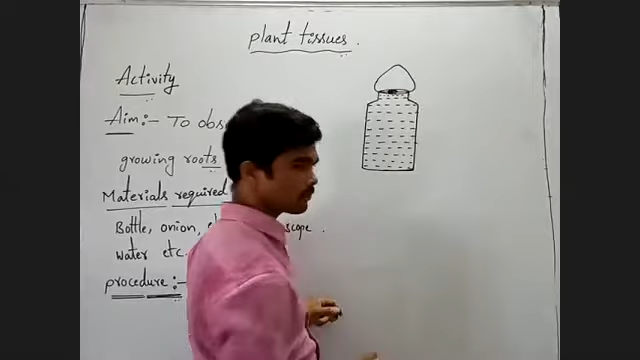 plant tissues.
Activity
Aim:- To obs
growing roots
Materials required
Bottle, onion, scope.
water etc.
procedure:-